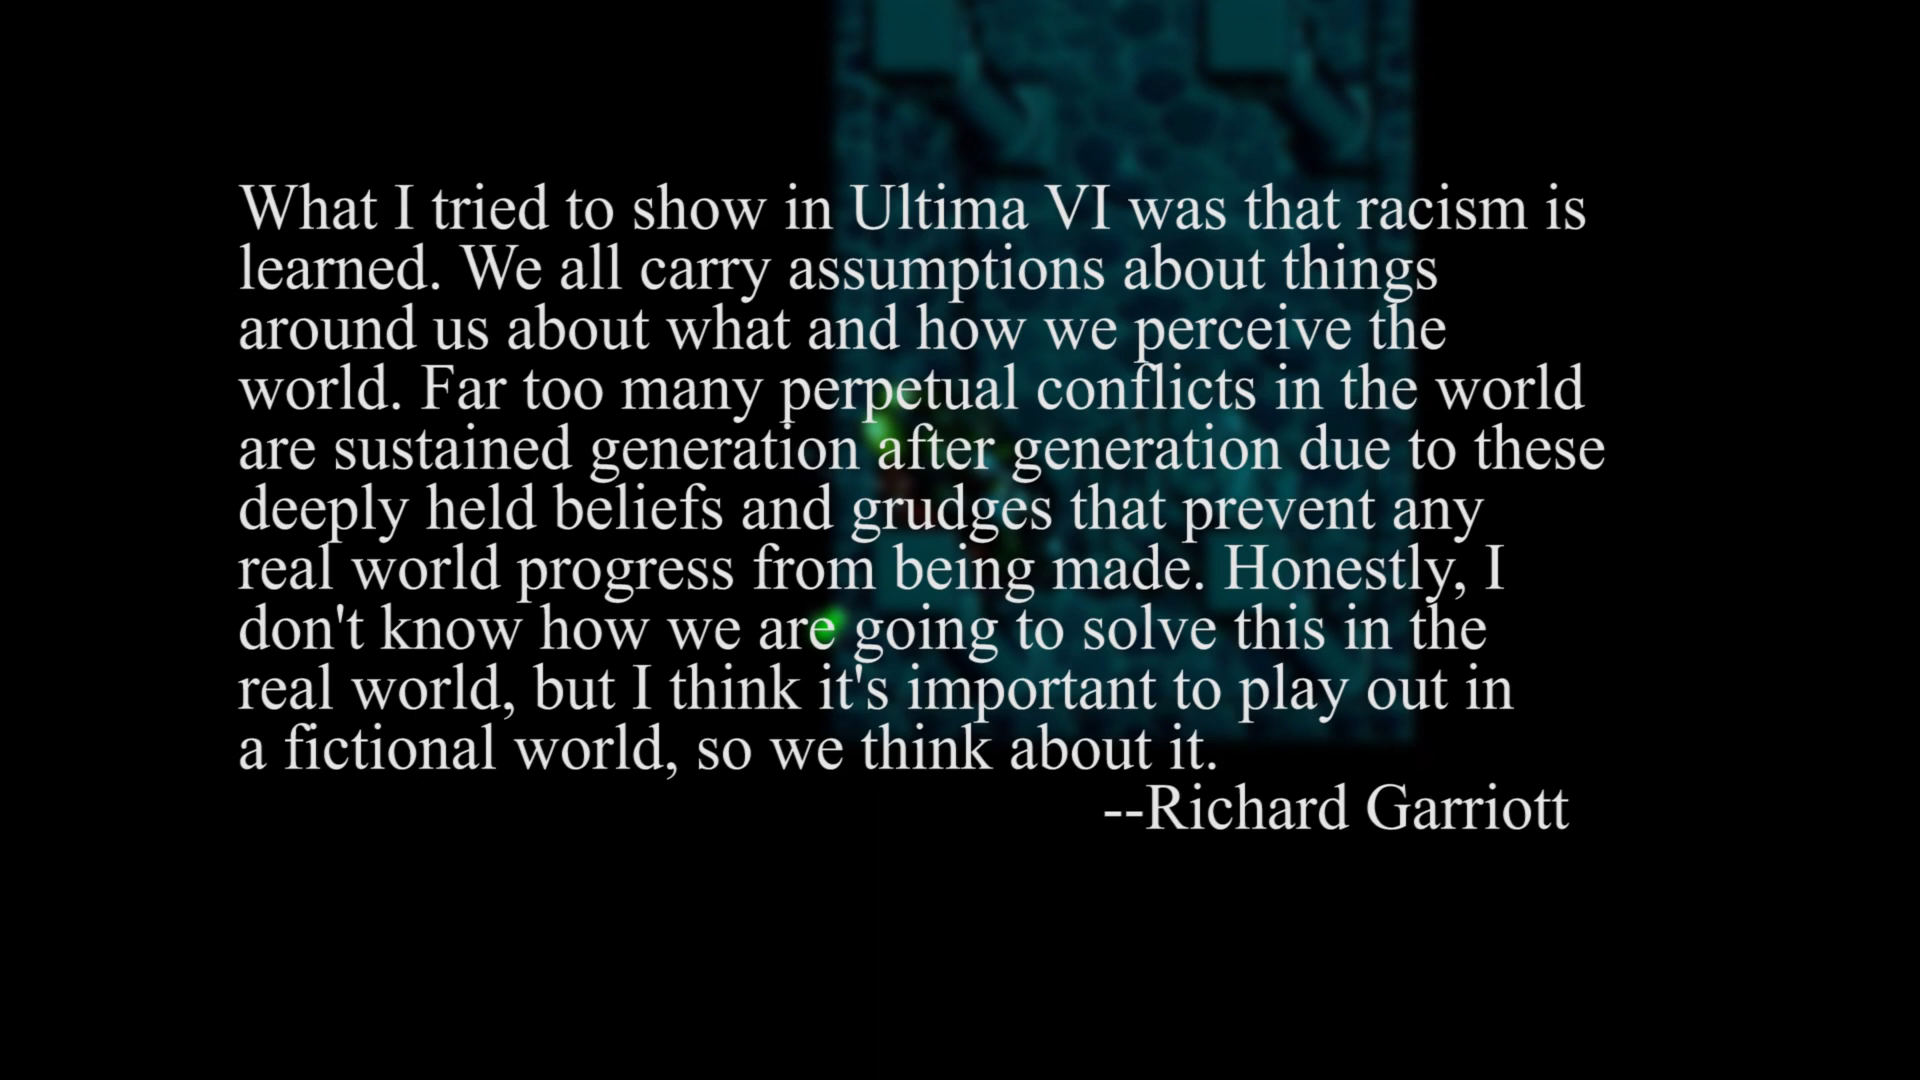 What I tried to show in Ultima VI was that racism is
learned. We all carry assumptions about things
around us about what and how we perceive the
world. Far too many perpetual conflicts in the world
are sustained generation after generation due to these
deeply held beliefs and grudges that prevent any
real world progress from being made. Honestly, I
don't know how we are going to solve this in the
real world, but I think it's important to play out in
a fictional world, so we think about it.
--Richard Garriott